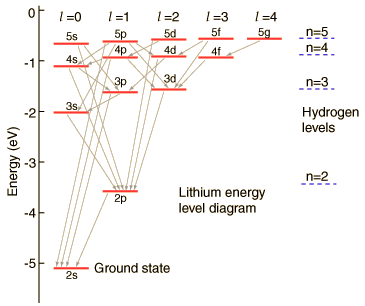 l=0 l=1 l=2 l=3 l=4
0
5s 5p 5d 5f 5g n=5
4s 4p 4d 4f n=4
-1
3p 3d n=3
3s
-2
Hydrogen
levels
Energy (eV)
-3
n=2
2p
Lithium energy
level diagram
-4
-5
2s
Ground state